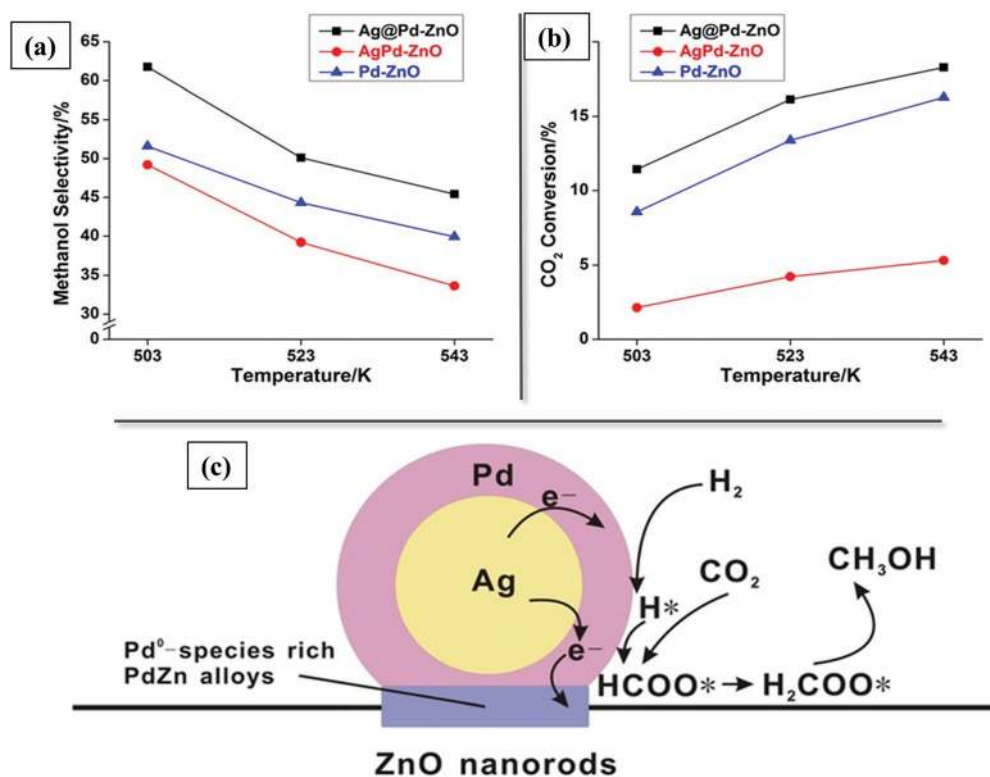 (a)
Ag@Pd-ZnO
AgPd-ZnO
Pd-ZnO
65
60
55
50
45
40
35
30
0
Methanol Selectivity/%
503
523
543
Temperature/K
(b)
Ag@Pd-ZnO
AgPd-ZnO
Pd-ZnO
15
10
5
0
CO₂ Conversion/%
503
523
543
Temperature/K
(c)
Pd
e⁻
H₂
Ag
CO₂
CH₃OH
H*
Pd⁰-species rich
PdZn alloys
e⁻
HCOO*
H₂COO*
ZnO nanorods